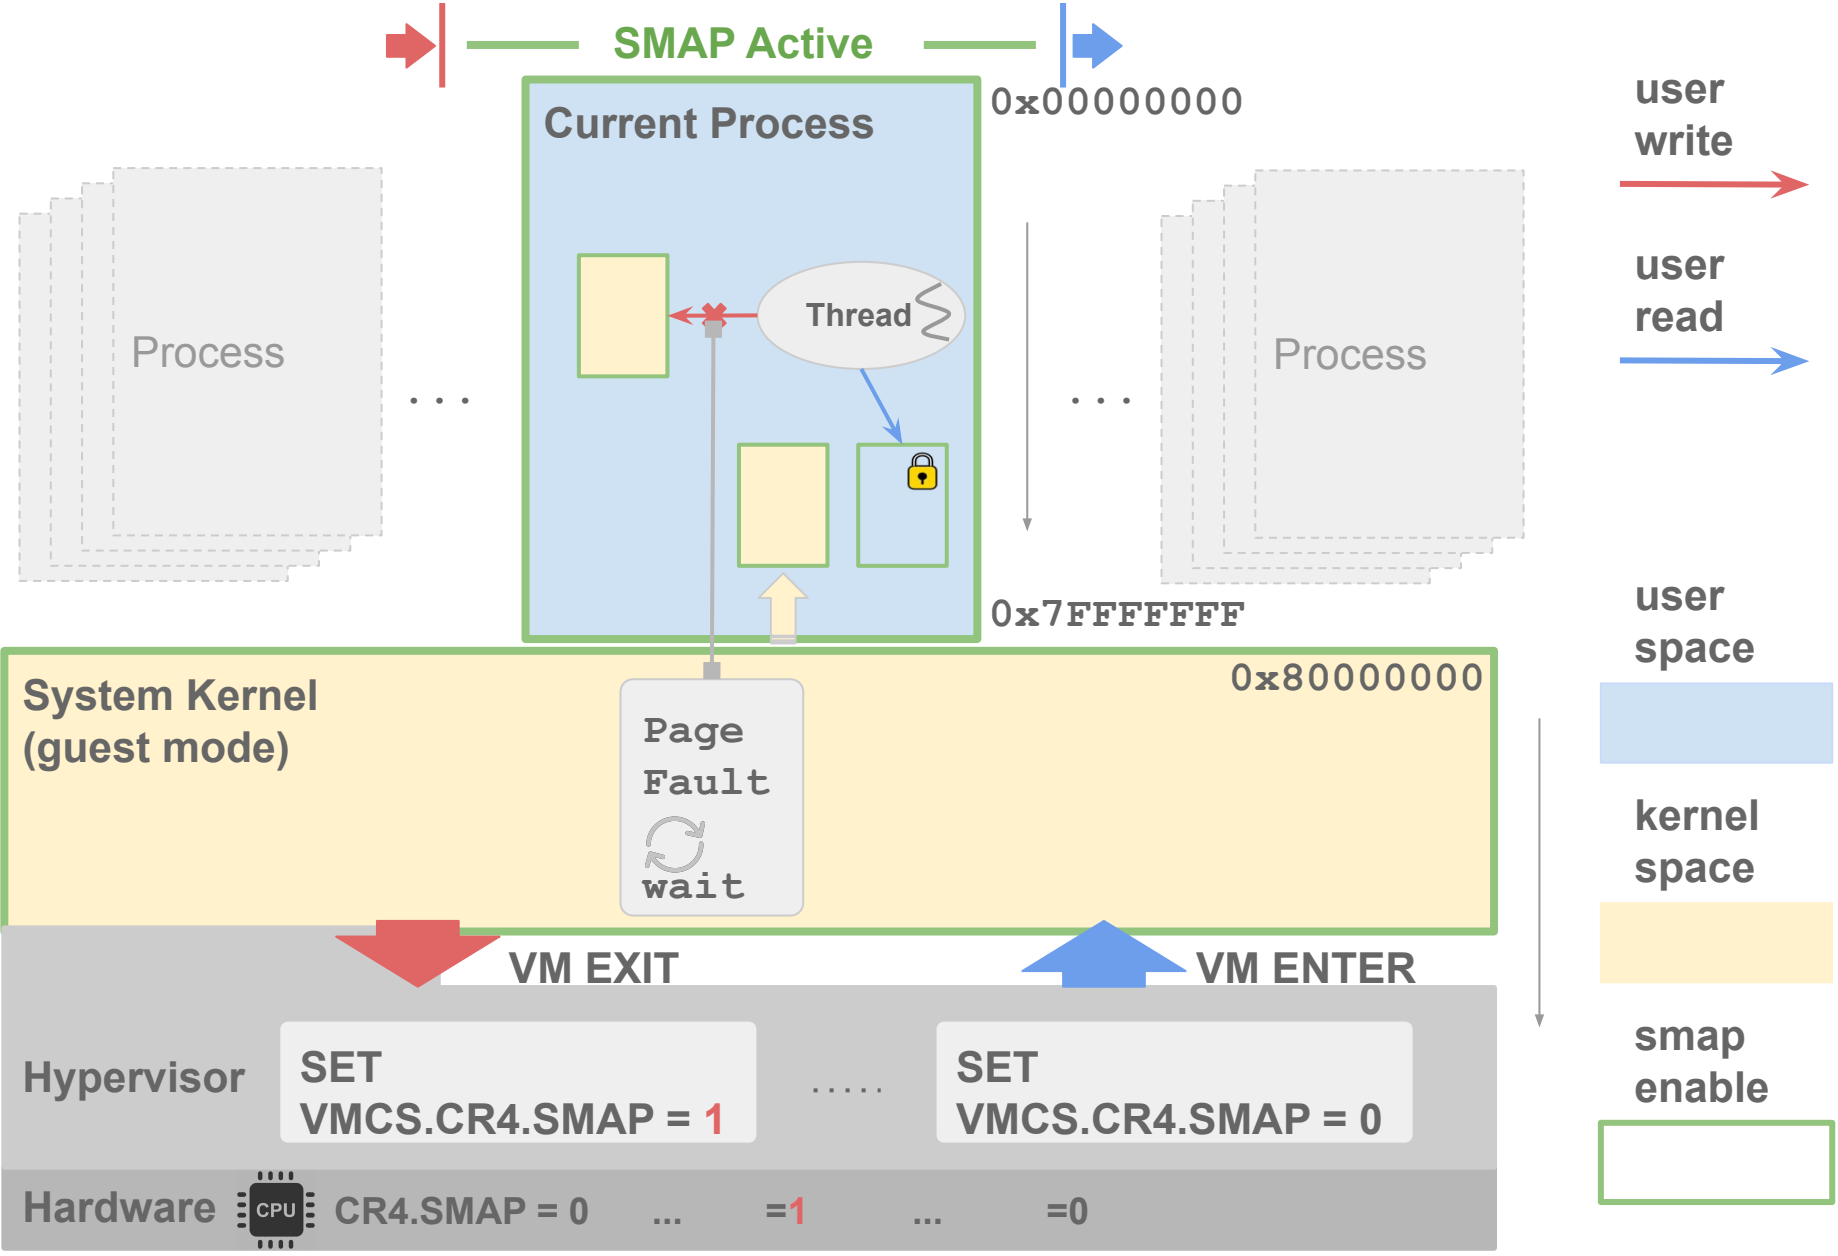 SMAP Active
Current Process
0x00000000
user
write
Process
Thread
Process
user
read
. . .
. . .
0x7FFFFFFF
user
space
System Kernel
(guest mode)
0x80000000
Page
Fault
wait
kernel
space
VM EXIT
VM ENTER
Hypervisor
SET
VMCS.CR4.SMAP = 1
.....
SET
VMCS.CR4.SMAP = 0
smap
enable
Hardware
CPU
CR4.SMAP = 0 ... =1 ... =0